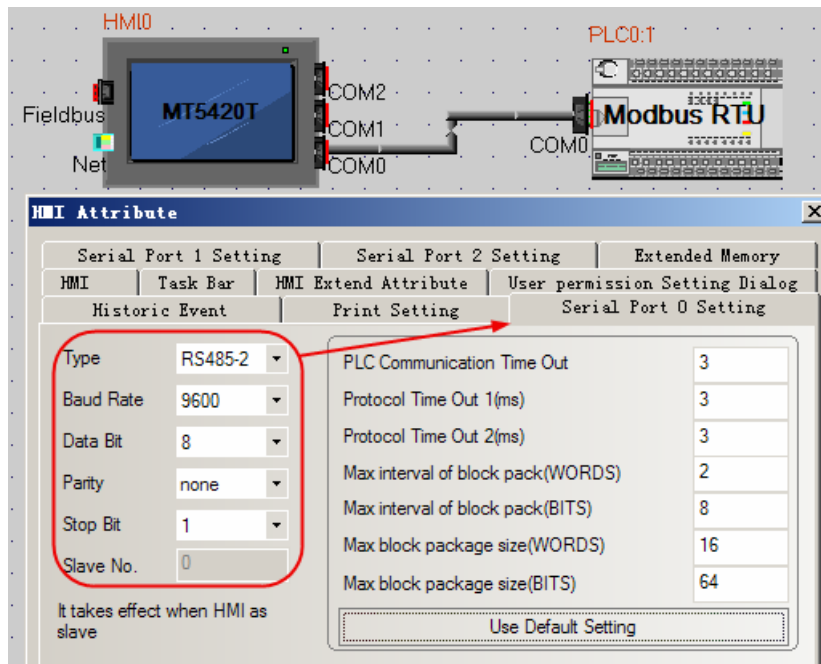 HMI0
PLC0:1
COM2
Fieldbus
MT5420T
Modbus RTU
COM1
COM0
Net
COM0
HMI Attribute
Serial Port 1 Setting
Serial Port 2 Setting
Extended Memory
HMI
Task Bar
HMI Extend Attribute
User permission Setting Dialog
Historic Event
Print Setting
Serial Port 0 Setting
Type RS485-2
Baud Rate 9600
Data Bit 8
Parity none
Stop Bit 1
Slave No. 0
It takes effect when HMI as
slave
PLC Communication Time Out 3
Protocol Time Out 1(ms) 3
Protocol Time Out 2(ms) 3
Max interval of block pack(WORDS) 2
Max interval of block pack(BITS) 8
Max block package size(WORDS) 16
Max block package size(BITS) 64
Use Default Setting